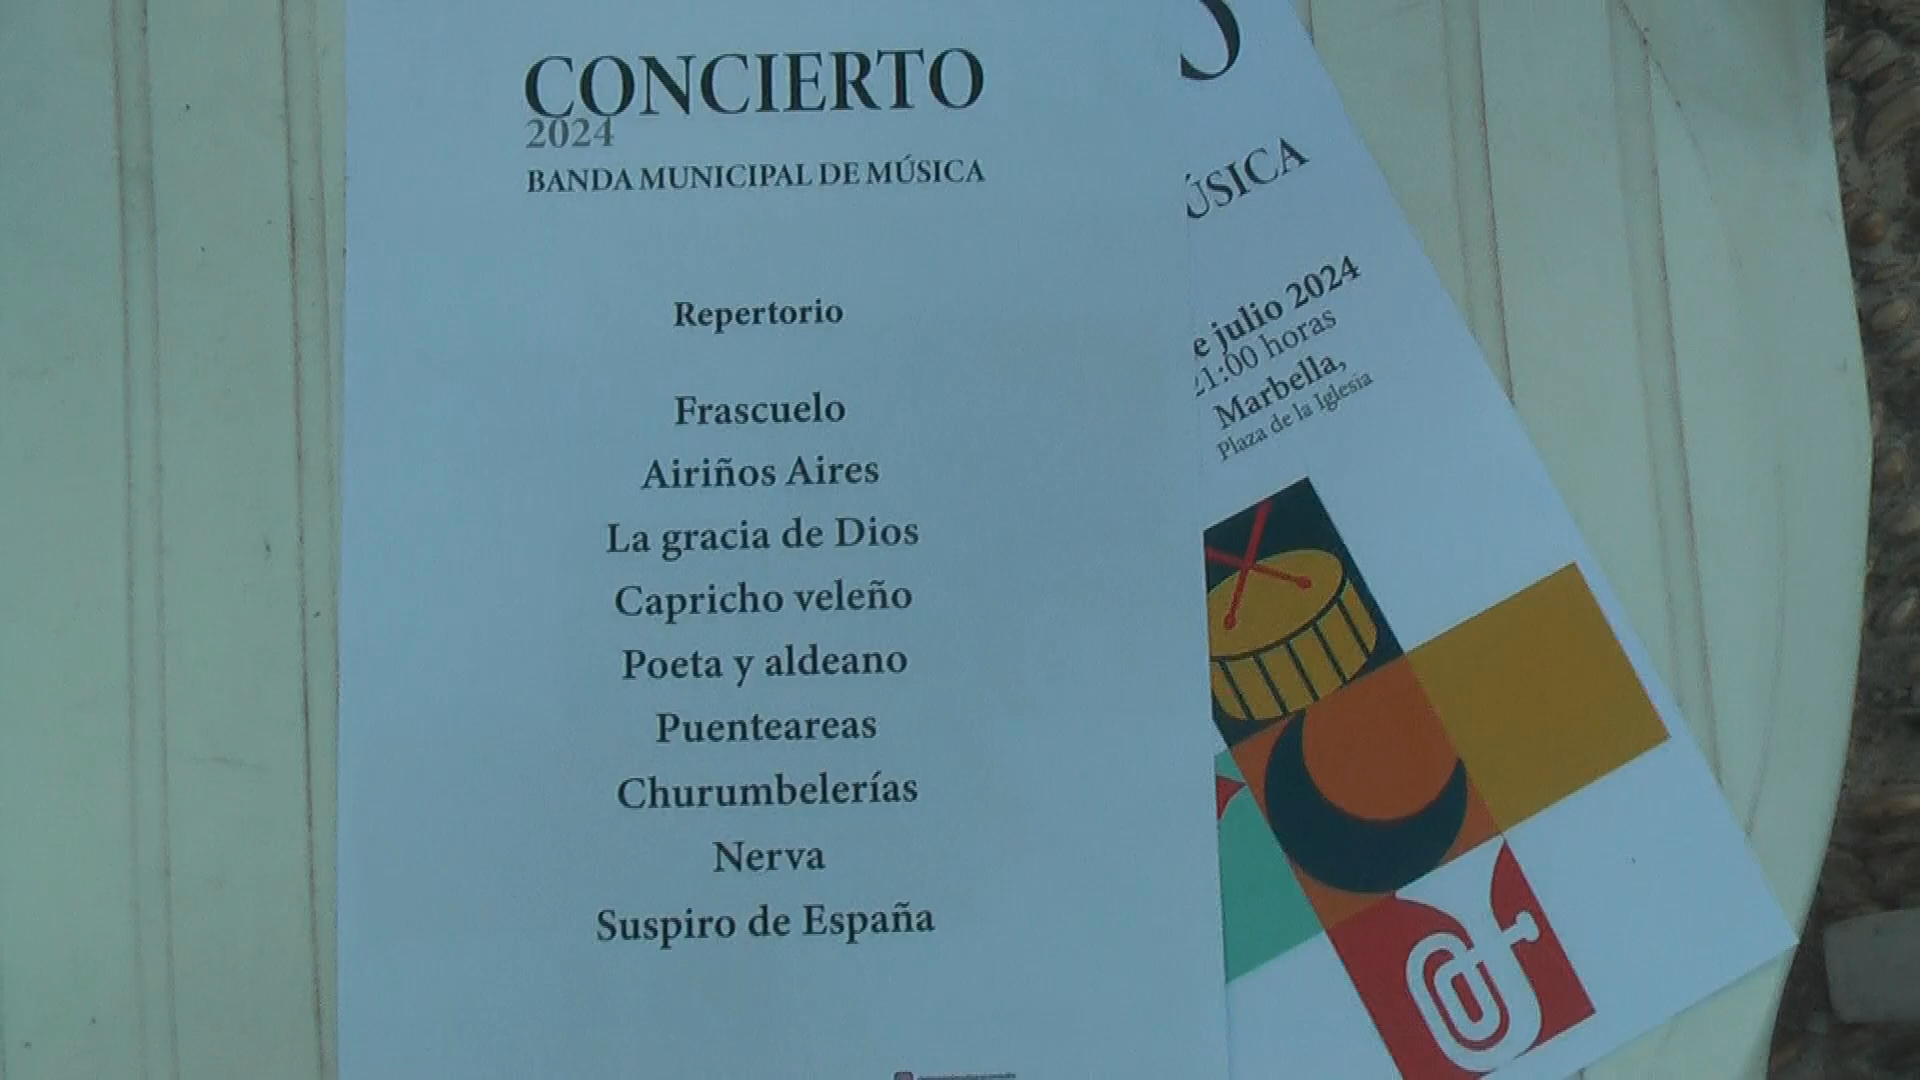 CONCIERTO
2024
BANDA MUNICIPAL DE MÚSICA
Repertorio
Frascuelo
Airiños Aires
La gracia de Dios
Capricho veleño
Poeta y aldeano
Puenteareas
Churumbelerías
Nerva
Suspiro de España
ÚSICA
e julio 2024
21:00 horas
Marbella,
Plaza de la Iglesia